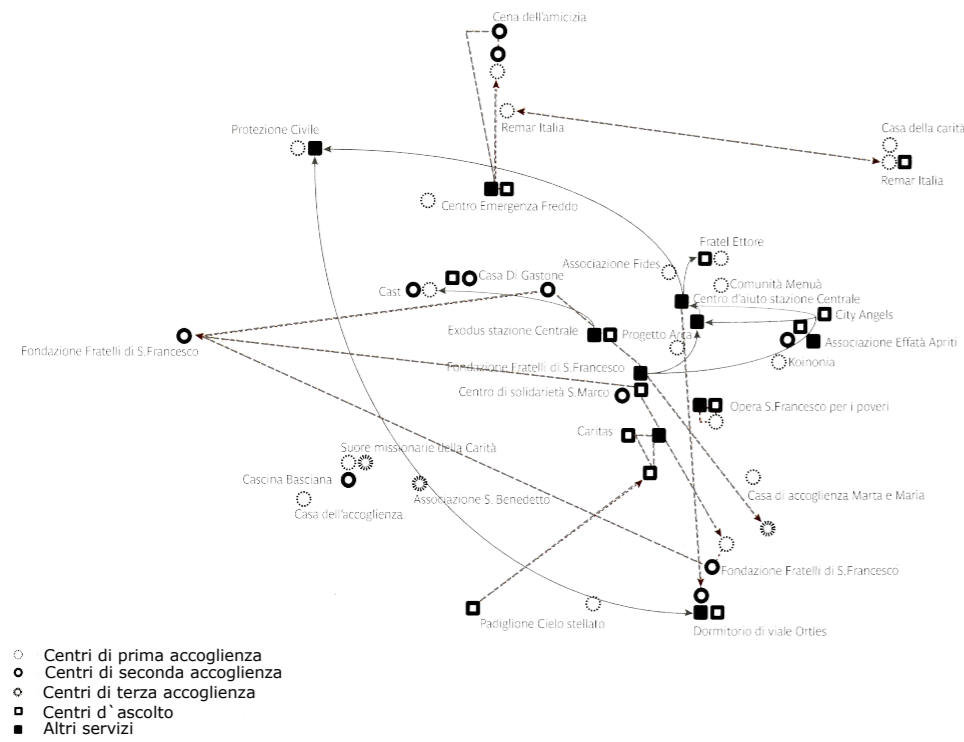 Cena dell'amicizia
Remar Italia
Protezione Civile
Casa della carità
Remar Italia
Centro Emergenza Freddo
Fratel Ettore
Associazione Fides
Casa Di Gastone
Comunità Menuà
Cast
Centro d'aiuto stazione Centrale
City Angels
Exodus stazione Centrale
Progetto Arca
Associazione Effatà Apriti
Fondazione Fratelli di S.Francesco
Koinonia
Fondazione Fratelli di S.Francesco
Centro di solidarietà S.Marco
Opera S.Francesco per i poveri
Caritas
Suore missionarie della Carità
Cascina Basciana
Associazione S. Benedetto
Casa di accoglienza Marta e Maria
Casa dell'accoglienza
Fondazione Fratelli di S.Francesco
Padiglione Cielo stellato
Dormitorio di viale Ortles
Centri di prima accoglienza
Centri di seconda accoglienza
Centri di terza accoglienza
Centri d`ascolto
Altri servizi